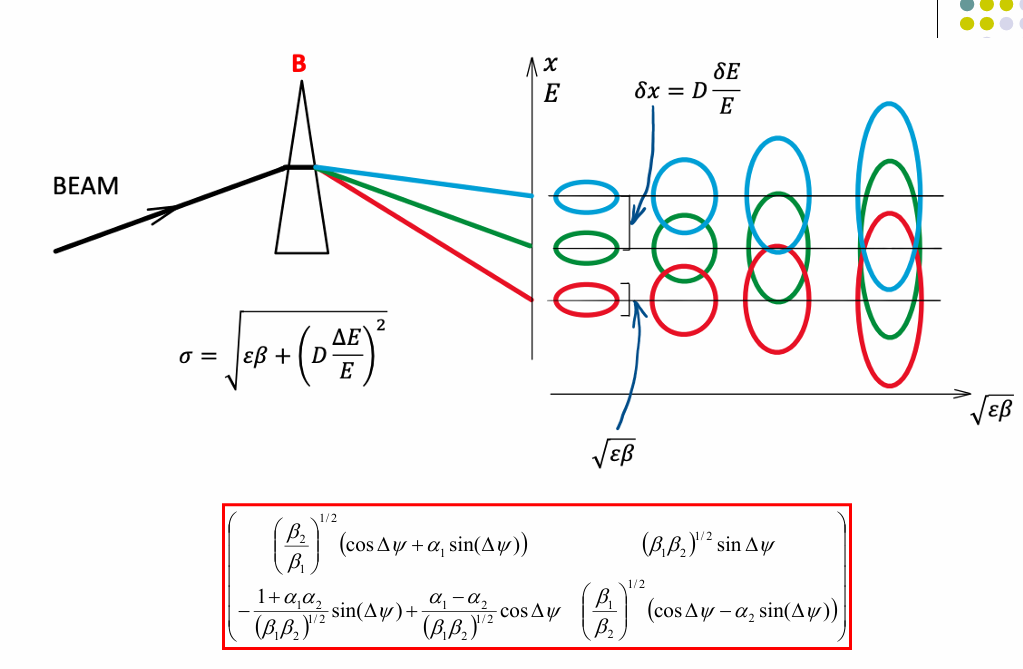 B
x
E
δx = D δE/E
BEAM
σ = √(εβ + (D ΔE/E)²)
√εβ
√εβ
(β₂/β₁)^1/2 (cos Δψ + α₁ sin(Δψ)) (β₁β₂)^1/2 sin Δψ
−(1+α₁α₂)/(β₁β₂)^1/2 sin(Δψ) + (α₁ − α₂)/(β₁β₂)^1/2 cos Δψ (β₁/β₂)^1/2 (cos Δψ − α₂ sin(Δψ))